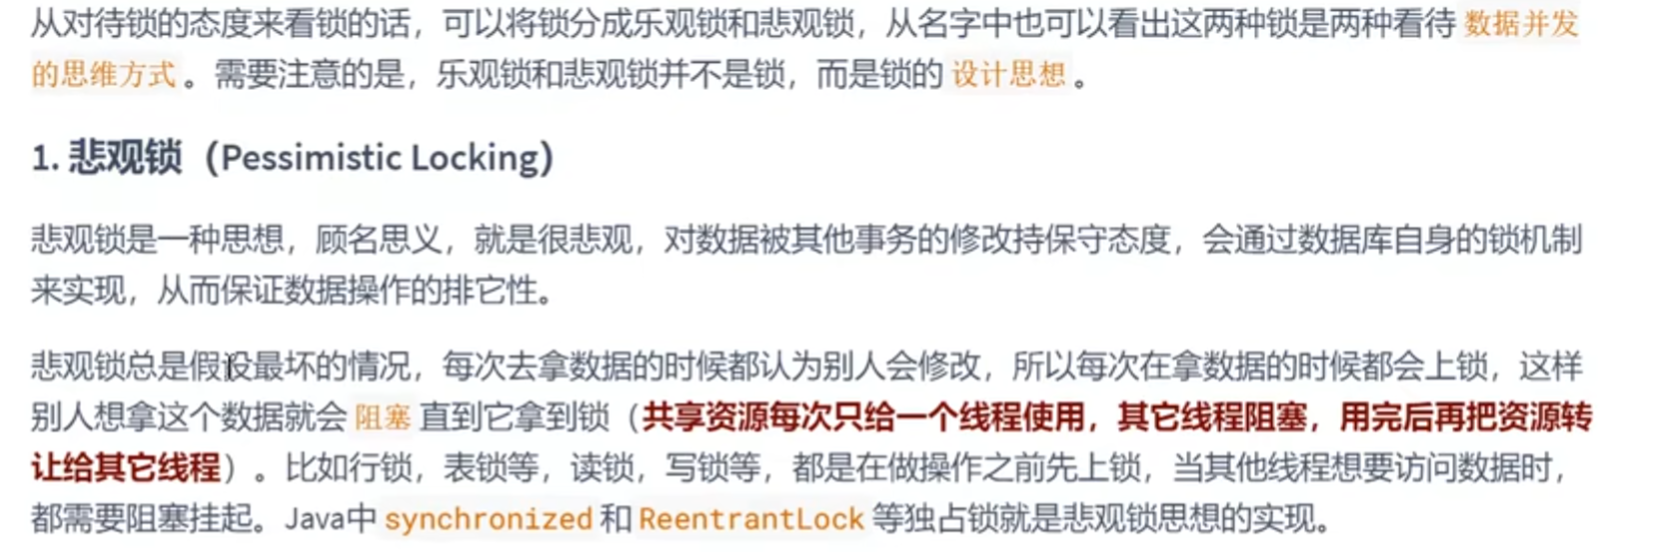 从对待锁的态度来看锁的话，可以将锁分成乐观锁和悲观锁，从名字中也可以看出这两种锁是两种看待 数据并发
的思维方式 。需要注意的是，乐观锁和悲观锁并不是锁，而是锁的 设计思想 。
1. 悲观锁（Pessimistic Locking）
悲观锁是一种思想，顾名思义，就是很悲观，对数据被其他事务的修改持保守态度，会通过数据库自身的锁机制
来实现，从而保证数据操作的排它性。
悲观锁总是假设最坏的情况，每次去拿数据的时候都认为别人会修改，所以每次在拿数据的时候都会上锁，这样
别人想拿这个数据就会 阻塞 直到它拿到锁（共享资源每次只给一个线程使用，其它线程阻塞，用完后再把资源转
让给其它线程）。比如行锁，表锁等，读锁，写锁等，都是在做操作之前先上锁，当其他线程想要访问数据时，
都需要阻塞挂起。Java中 synchronized 和 ReentrantLock 等独占锁就是悲观锁思想的实现。